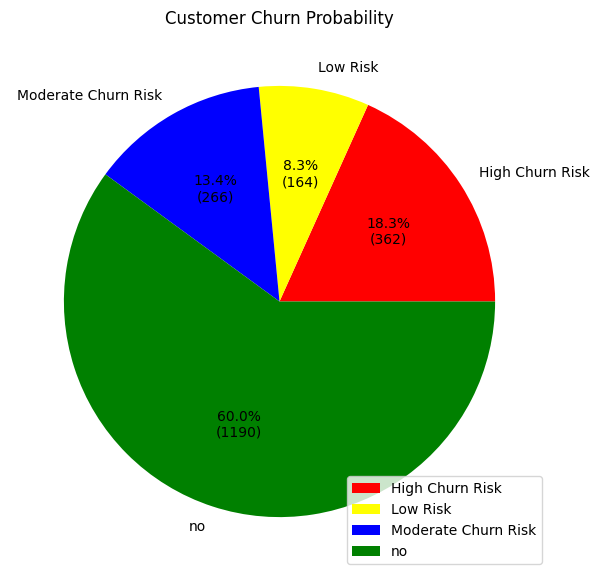 Customer Churn Probability
Low Risk
Moderate Churn Risk
8.3%
(164)
High Churn Risk
13.4%
(266)
18.3%
(362)
60.0%
(1190)
no
High Churn Risk
Low Risk
Moderate Churn Risk
no